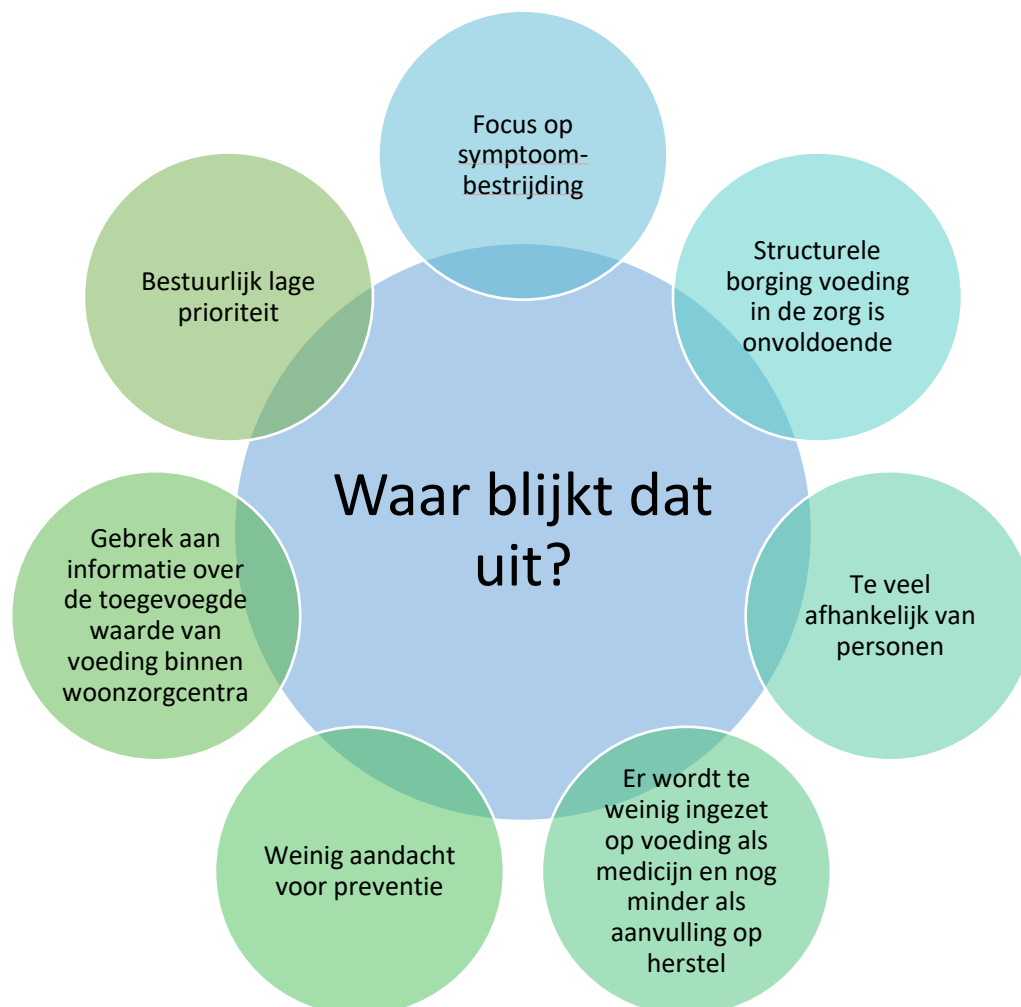 Focus op
symptoom-
bestrijding
Structurele
borging voeding
in de zorg is
onvoldoende
Te veel
afhankelijk van
personen
Er wordt te
weinig ingezet
op voeding als
medicijn en nog
minder als
aanvulling op
herstel
Weinig aandacht
voor preventie
Gebrek aan
informatie over
de toegevoegde
waarde van
voeding binnen
woonzorgcentra
Bestuurlijk lage
prioriteit
Waar blijkt dat
uit?